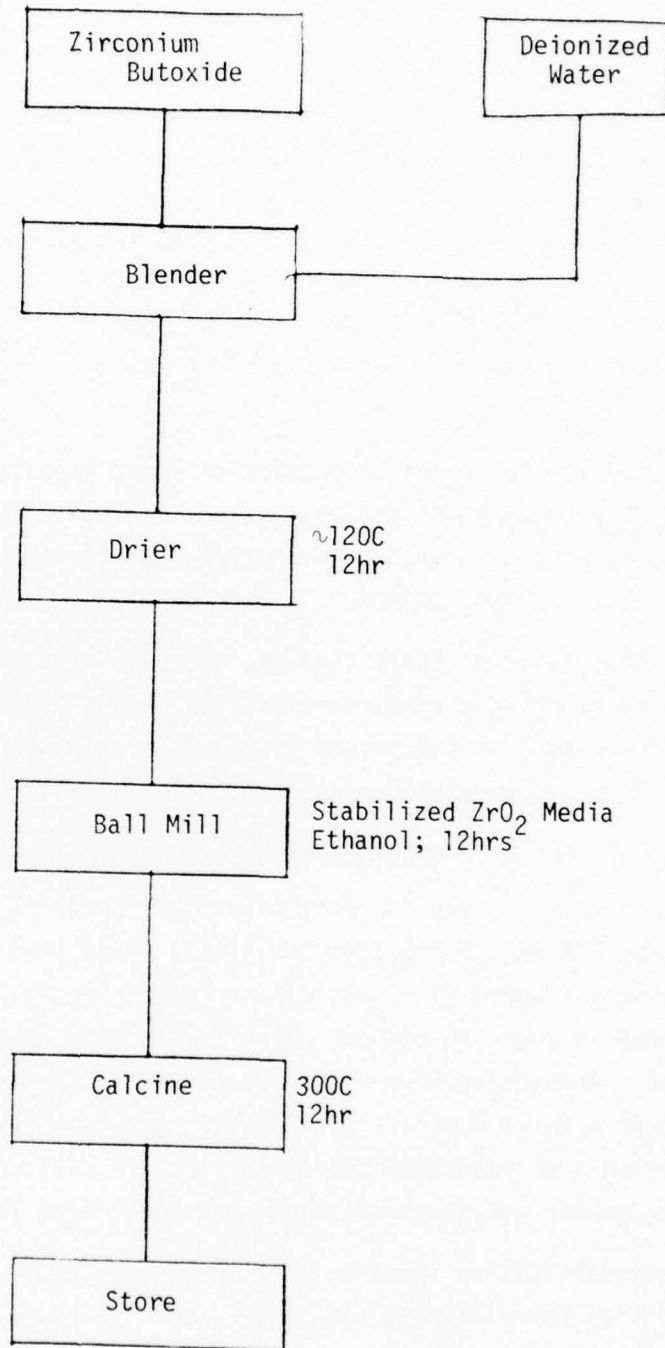 Zirconium
Butoxide
Deionized
Water
Blender
Drier
~120C
12hr
Ball Mill
Stabilized ZrO2 Media
Ethanol; 12hrs
Calcine
300C
12hr
Store